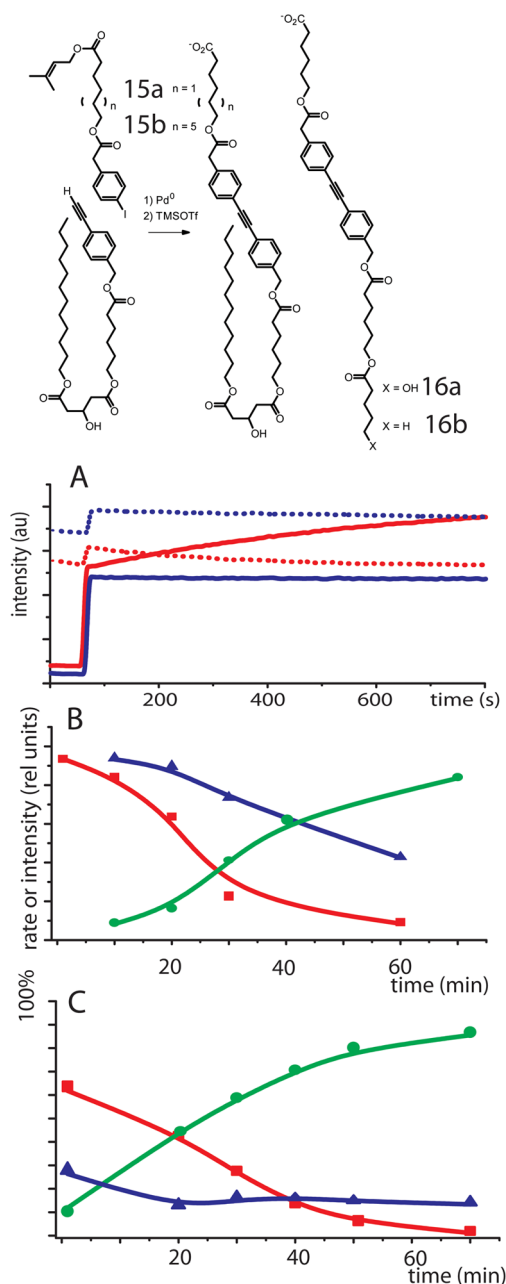 O
O
15a n = 1
( ) n
15b n = 5
O
O
H
I
1) Pd⁰
2) TMSOTf
O
O
O
O
O
O
OH
⁻O₂C
( ) n
O
O
O
O
O
O
O
O
OH
⁻O₂C
O
O
O
O
O
O
X = OH 16a
X = H 16b
X
A
intensity (au)
200 400 600 time (s)
B
rate or intensity (rel units)
20 40 60
time (min)
100%
C
20 40 60
time (min)